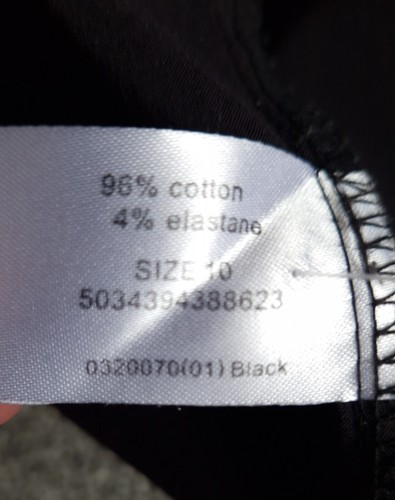 96% cotton
4% elastane
SIZE 10
5034394388623
0320070(01) Black